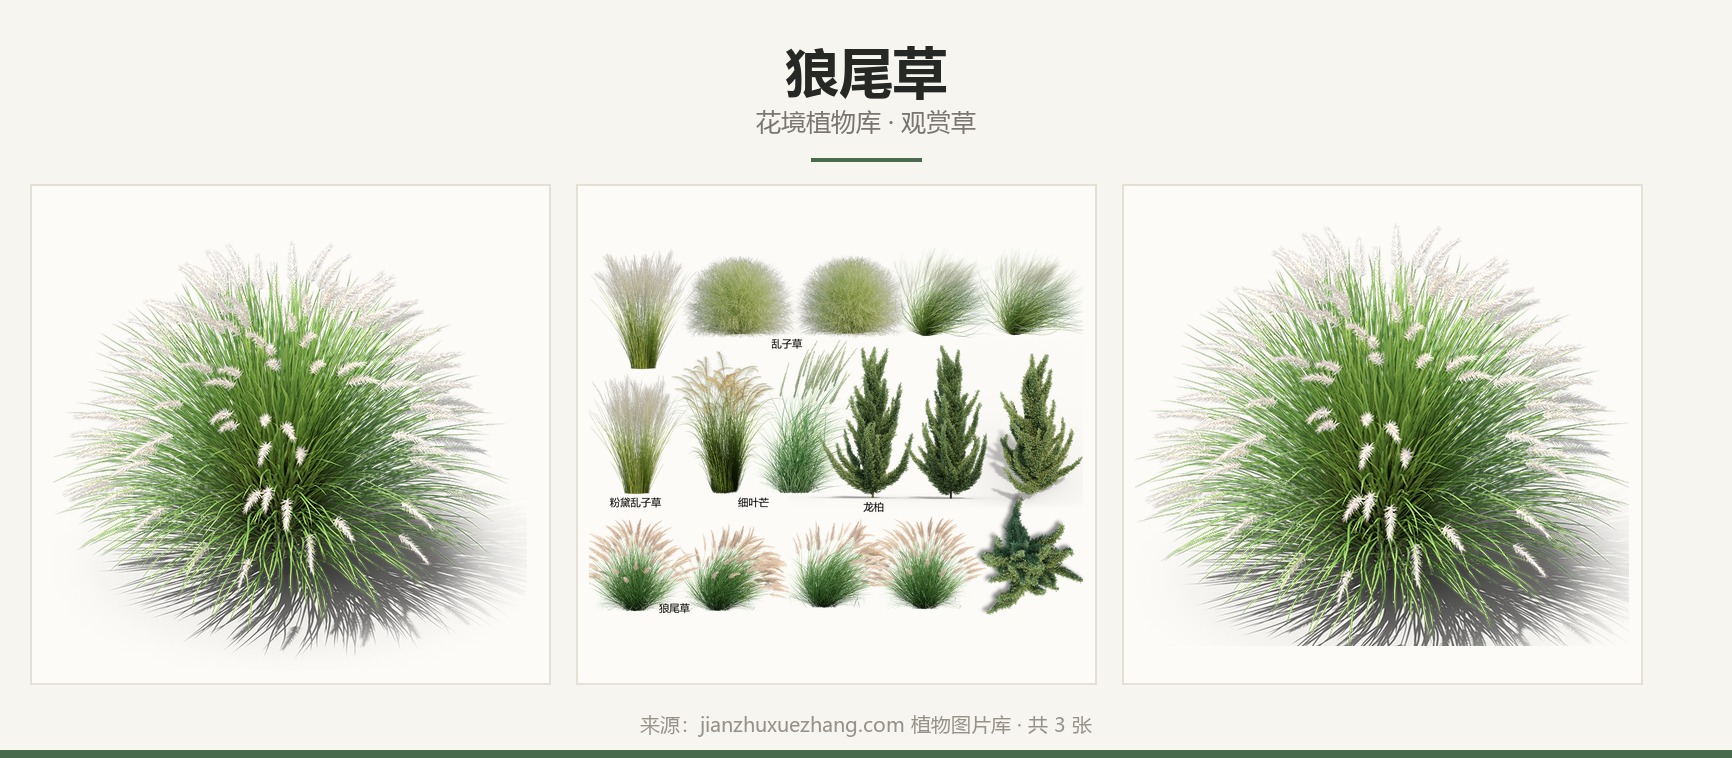 狼尾草
花境植物库 · 观赏草
乱子草
粉黛乱子草
细叶芒
龙柏
狼尾草
来源：jianzhuxuezhang.com 植物图片库 · 共 3 张